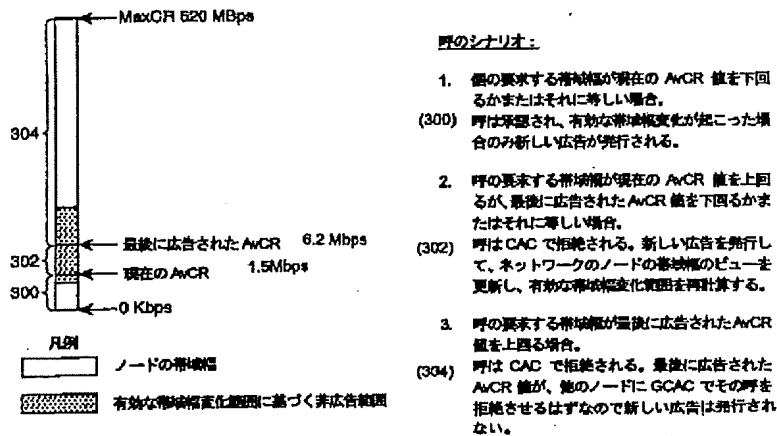 MaxCR 620 MBps
304
最後に広告された AvCR 6.2 Mbps
302
現在の AvCR 1.5Mbps
300
0 Kbps
凡例
ノードの帯域幅
有効な帯域幅変化範囲に基づく非広告範囲
呼のシナリオ：
1. 個の要求する帯域幅が現在の AvCR 値を下回
るかまたはそれに等しい場合。
(300) 呼は承認され、有効な帯域幅変化が起こった場
合のみ新しい広告が発行される。
2. 呼の要求する帯域幅が現在の AvCR 値を上回
るが、最後に広告された AvCR 値を下回るかま
たはそれに等しい場合。
(302) 呼は CAC で拒絶される。新しい広告を発行し
て、ネットワークのノードの帯域幅のビューを
更新し、有効な帯域幅変化範囲を再計算する。
3. 呼の要求する帯域幅が最後に広告された AvCR
値を上回る場合。
(304) 呼は CAC で拒絶される。最後に広告された
AvCR 値が、他のノードに GCAC でその呼を
拒絶させるはずなので新しい広告は発行され
ない。